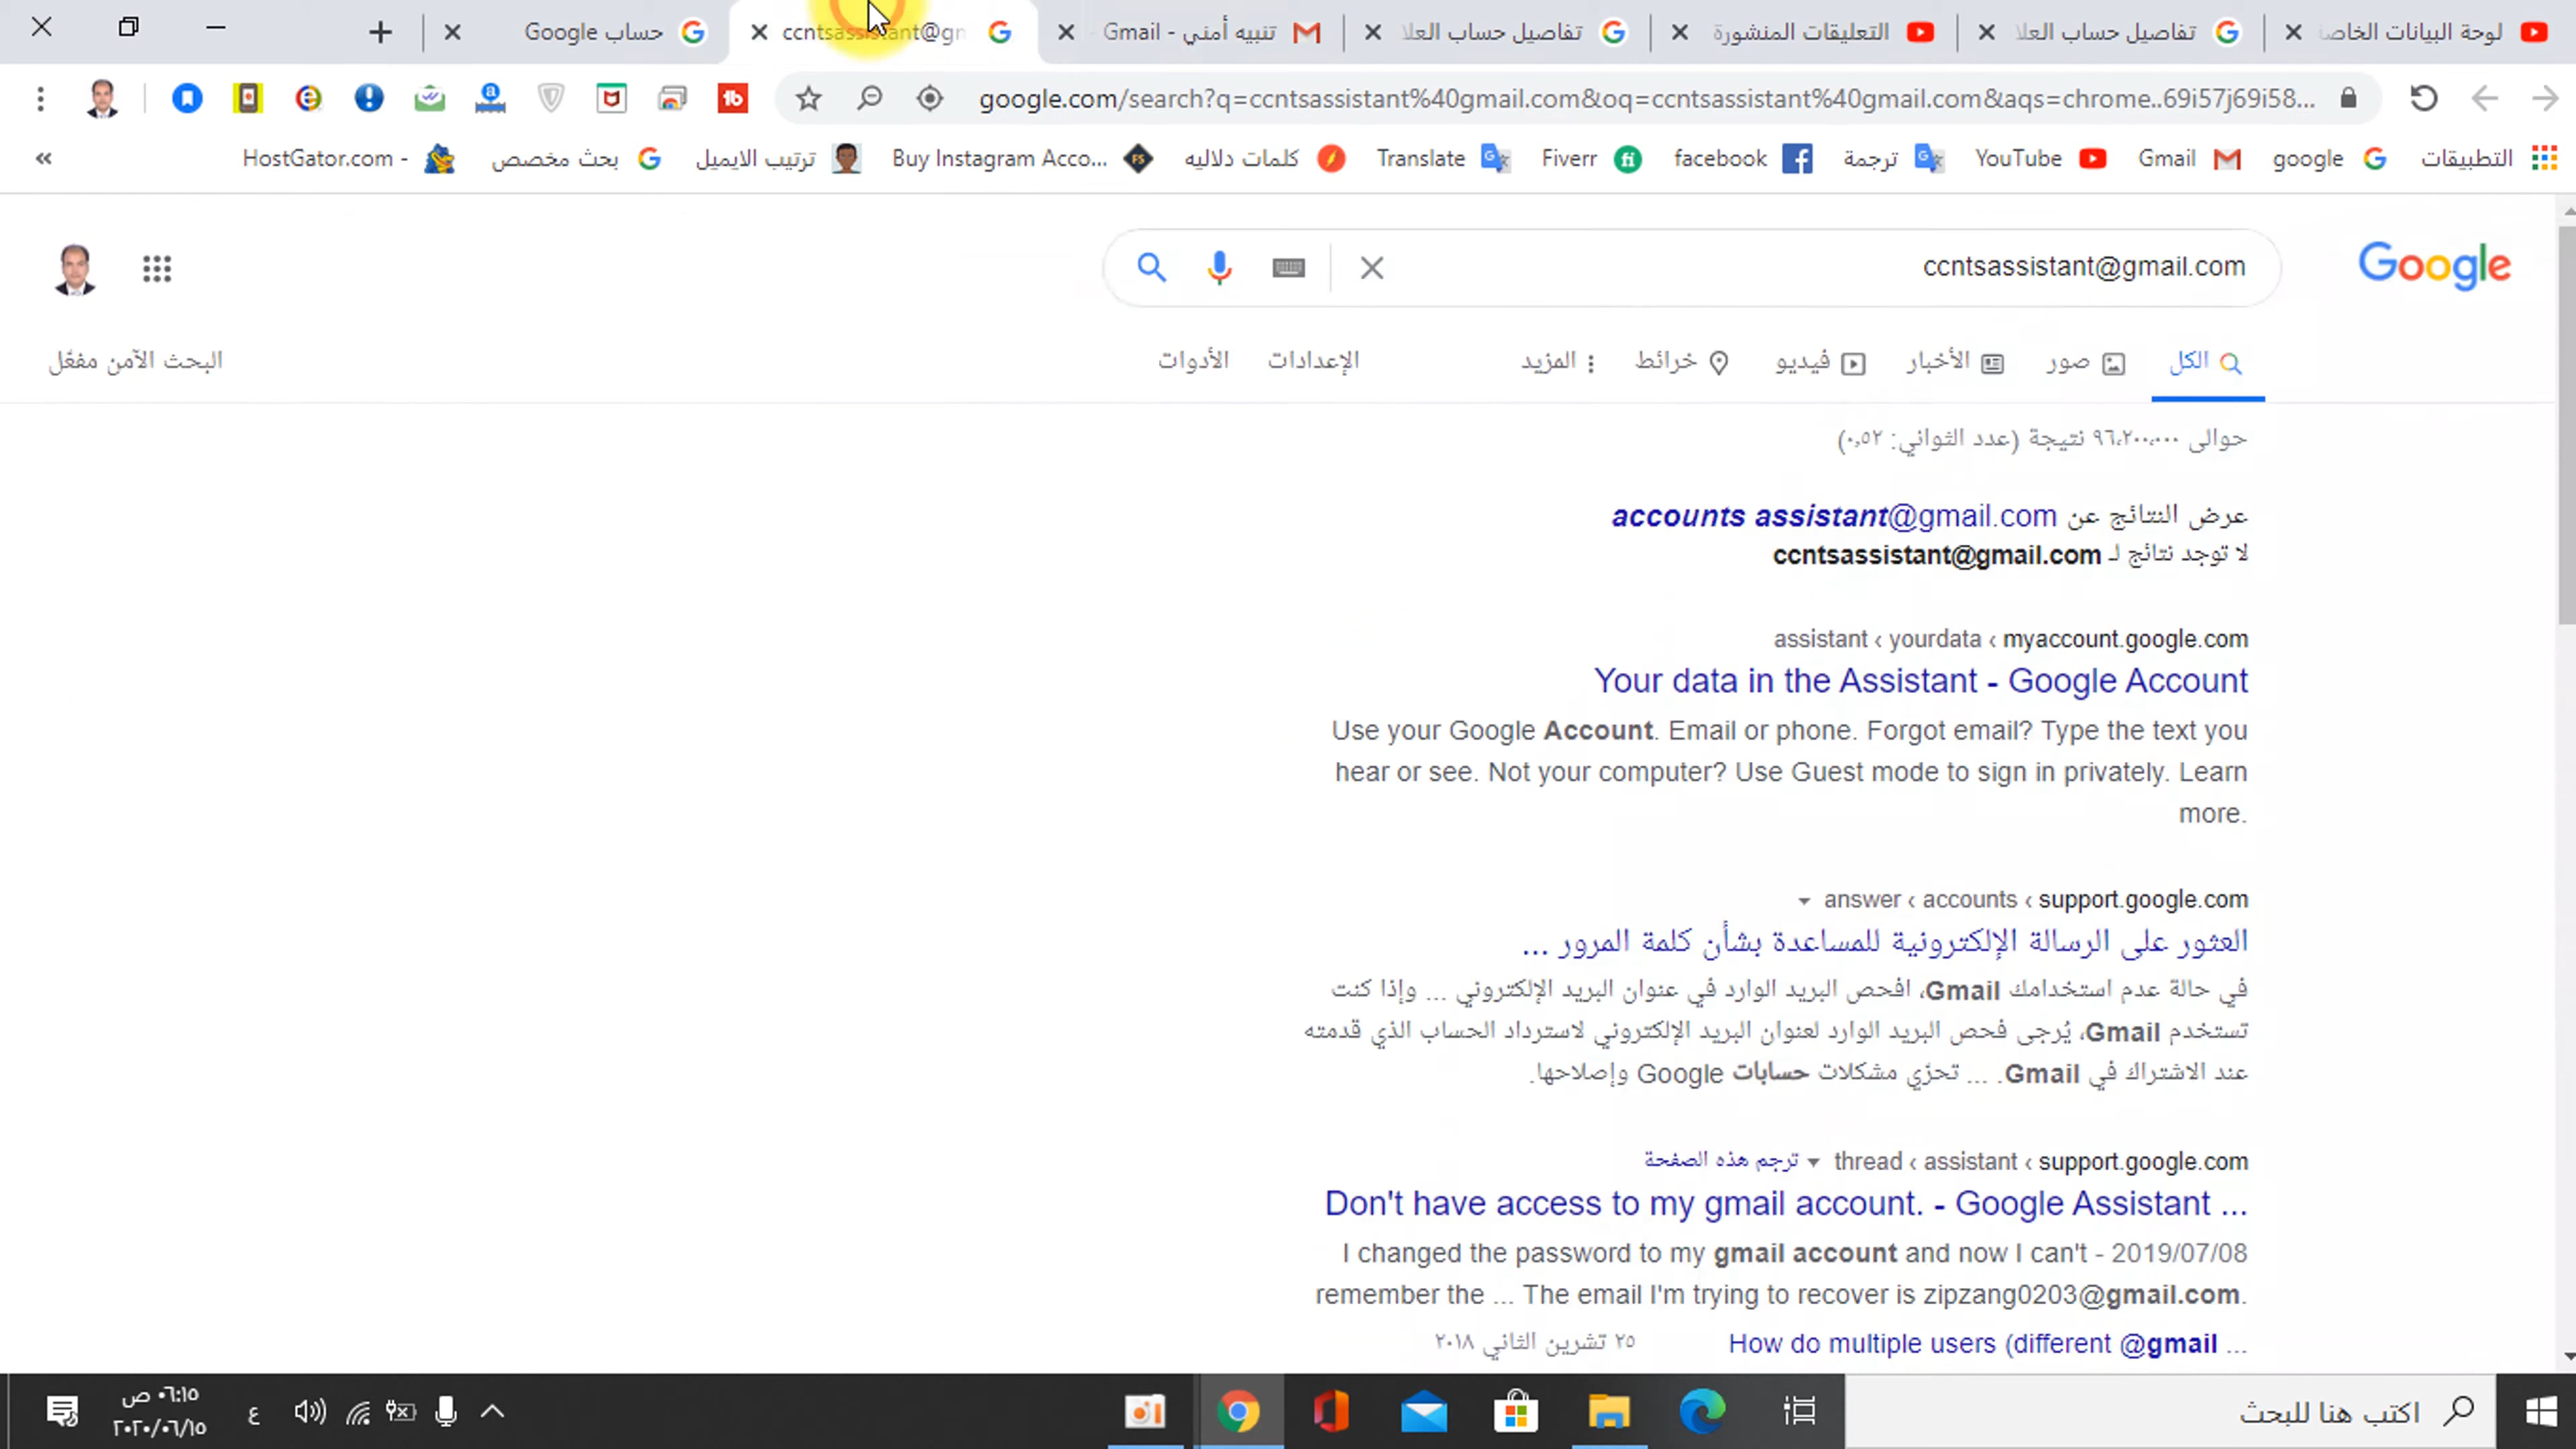 لوحة البيانات الخاصة
تفاصيل حساب العلا
التعليقات المنشورة
تفاصيل حساب العلا
Gmail - تنبيه أمني
ccntsassistant@gm
حساب Google
google.com/search?q=ccntsassistant%40gmail.com&oq=ccntsassistant%40gmail.com&aqs=chrome..69i57j69i58...
التطبيقات
google
Gmail
YouTube
ترجمة
facebook
Fiverr
Translate
كلمات دلاليه
Buy Instagram Acco...
ترتيب الايميل
بحث مخصص
HostGator.com -
Google
ccntsassistant@gmail.com
الكل
صور
الأخبار
فيديو
خرائط
المزيد
الإعدادات
الأدوات
البحث الآمن مفعّل
حوالى ٩٦،٢٠٠،٠٠٠ نتيجة (عدد الثواني: ٠,٥٢)
عرض النتائج عن accounts assistant@gmail.com
لا توجد نتائج لـ ccntsassistant@gmail.com
myaccount.google.com › yourdata › assistant
Your data in the Assistant - Google Account
Use your Google Account. Email or phone. Forgot email? Type the text you
hear or see. Not your computer? Use Guest mode to sign in privately. Learn
more.
support.google.com › accounts › answer
العثور على الرسالة الإلكترونية للمساعدة بشأن كلمة المرور ...
في حالة عدم استخدامك Gmail، افحص البريد الوارد في عنوان البريد الإلكتروني ... وإذا كنت
تستخدم Gmail، يُرجى فحص البريد الوارد لعنوان البريد الإلكتروني لاسترداد الحساب الذي قدمته
عند الاشتراك في Gmail. ... تحرّي مشكلات حسابات Google وإصلاحها.
support.google.com › assistant › thread ترجم هذه الصفحة
Don't have access to my gmail account. - Google Assistant ...
2019/07/08 - I changed the password to my gmail account and now I can't
remember the ... The email I'm trying to recover is zipzang0203@gmail.com.
How do multiple users (different @gmail ... ٢٥ تشرين الثاني ٢٠١٨
اكتب هنا للبحث
ع
٠٦:١٥ ص
٢٠٢٠/٠٦/١٥